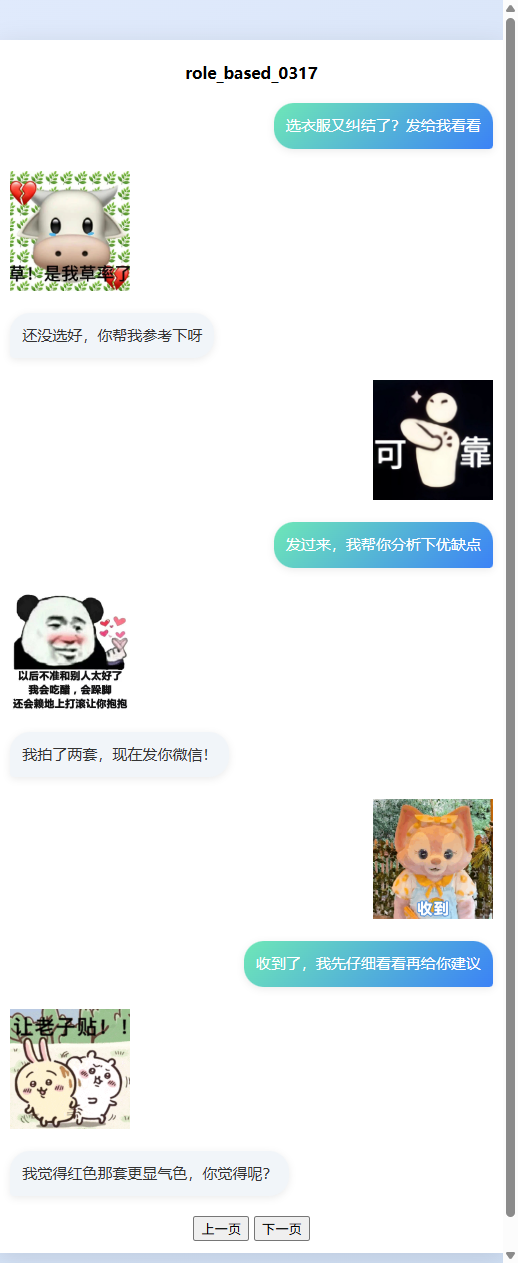 role_based_0317
选衣服又纠结了？发给我看看
草！是我草率了
还没选好，你帮我参考下呀
可 靠
发过来，我帮你分析下优缺点
以后不准和别人太好了
我会吃醋，会跺脚
还会赖地上打滚让你抱抱
我拍了两套，现在发你微信！
收到
收到了，我先仔细看看再给你建议
让老子贴！！
我觉得红色那套更显气色，你觉得呢？
上一页 下一页